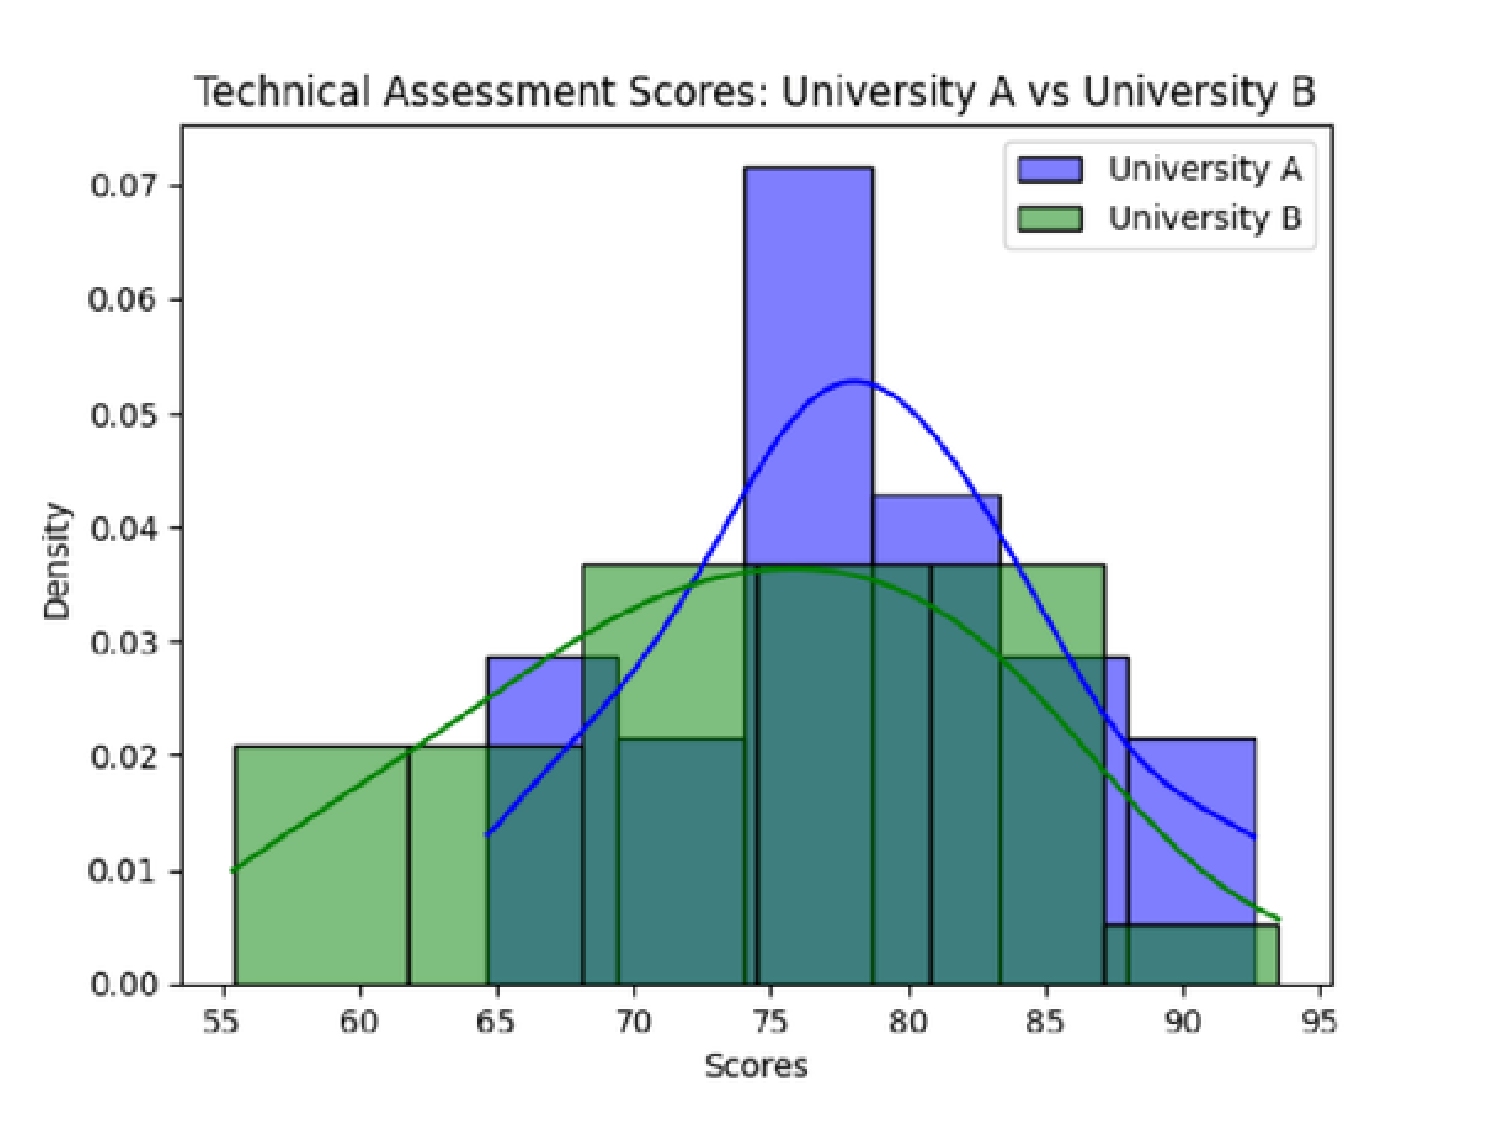 Technical Assessment Scores: University A vs University B
University A
University B
0.07
0.06
0.05
0.04
0.03
0.02
0.01
0.00
Density
55 60 65 70 75 80 85 90 95
Scores